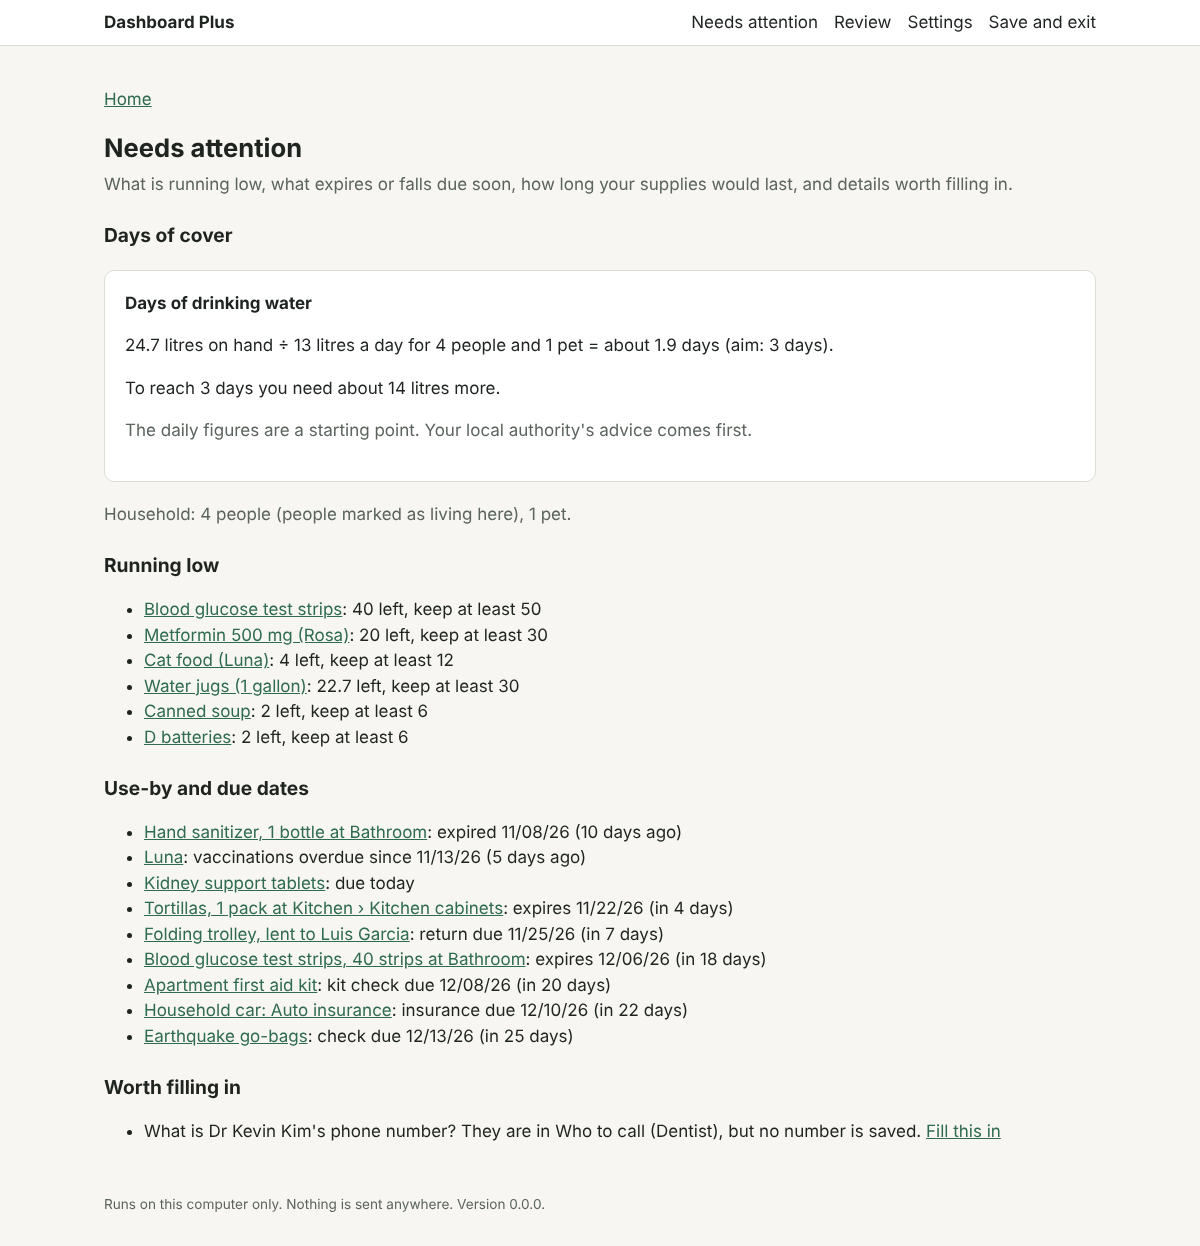 Dashboard Plus
Needs attention Review Settings Save and exit
Home
Needs attention
What is running low, what expires or falls due soon, how long your supplies would last, and details worth filling in.
Days of cover
Days of drinking water
24.7 litres on hand ÷ 13 litres a day for 4 people and 1 pet = about 1.9 days (aim: 3 days).
To reach 3 days you need about 14 litres more.
The daily figures are a starting point. Your local authority's advice comes first.
Household: 4 people (people marked as living here), 1 pet.
Running low
Blood glucose test strips: 40 left, keep at least 50
Metformin 500 mg (Rosa): 20 left, keep at least 30
Cat food (Luna): 4 left, keep at least 12
Water jugs (1 gallon): 22.7 left, keep at least 30
Canned soup: 2 left, keep at least 6
D batteries: 2 left, keep at least 6
Use-by and due dates
Hand sanitizer, 1 bottle at Bathroom: expired 11/08/26 (10 days ago)
Luna: vaccinations overdue since 11/13/26 (5 days ago)
Kidney support tablets: due today
Tortillas, 1 pack at Kitchen › Kitchen cabinets: expires 11/22/26 (in 4 days)
Folding trolley, lent to Luis Garcia: return due 11/25/26 (in 7 days)
Blood glucose test strips, 40 strips at Bathroom: expires 12/06/26 (in 18 days)
Apartment first aid kit: kit check due 12/08/26 (in 20 days)
Household car: Auto insurance: insurance due 12/10/26 (in 22 days)
Earthquake go-bags: check due 12/13/26 (in 25 days)
Worth filling in
What is Dr Kevin Kim's phone number? They are in Who to call (Dentist), but no number is saved. Fill this in
Runs on this computer only. Nothing is sent anywhere. Version 0.0.0.